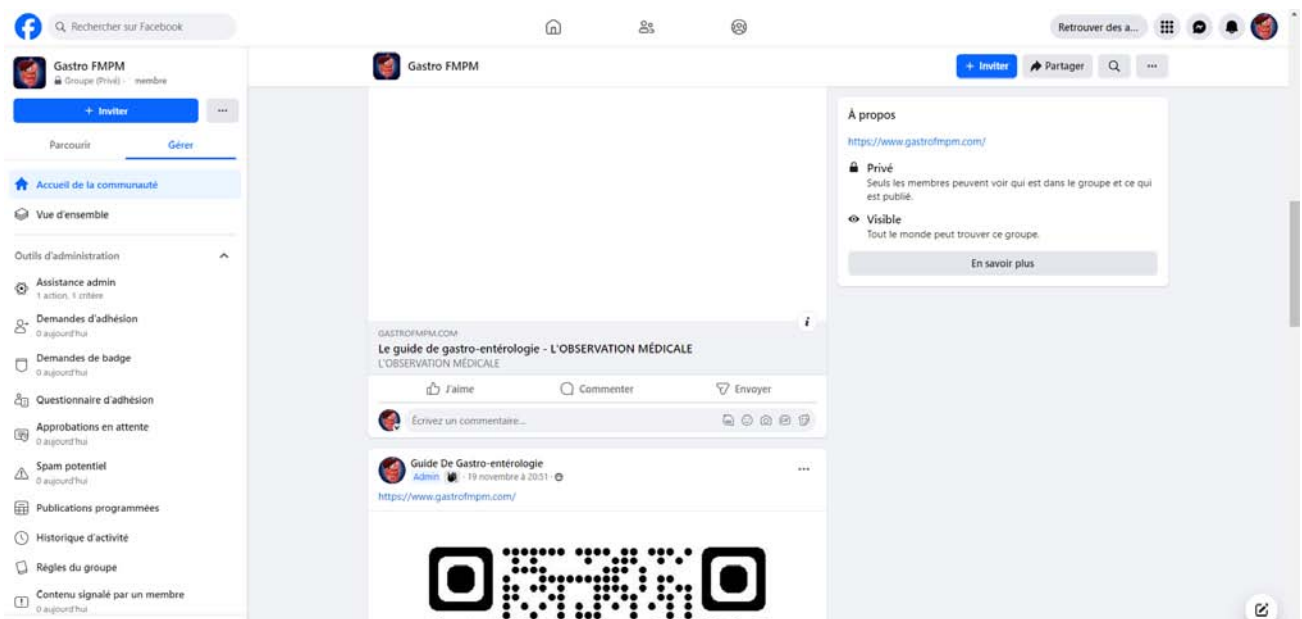 Rechercher sur Facebook
Retrouver des a...
Gastro FMPM
Groupe (Privé) · membre
+ Inviter
Parcourir
Gérer
Accueil de la communauté
Vue d'ensemble
Outils d'administration
Assistance admin
1 action, 1 critère
Demandes d'adhésion
0 aujourd'hui
Demandes de badge
0 aujourd'hui
Questionnaire d'adhésion
Approbations en attente
0 aujourd'hui
Spam potentiel
0 aujourd'hui
Publications programmées
Historique d'activité
Règles du groupe
Contenu signalé par un membre
0 aujourd'hui
Gastro FMPM
+ Inviter
Partager
GASTROFMPM.COM
Le guide de gastro-entérologie - L'OBSERVATION MÉDICALE
L'OBSERVATION MÉDICALE
J'aime
Commenter
Envoyer
Écrivez un commentaire...
Guide De Gastro-entérologie
Admin · 19 novembre à 20:51 ·
https://www.gastrofmpm.com/
À propos
https://www.gastrofmpm.com/
Privé
Seuls les membres peuvent voir qui est dans le groupe et ce qui
est publié.
Visible
Tout le monde peut trouver ce groupe.
En savoir plus